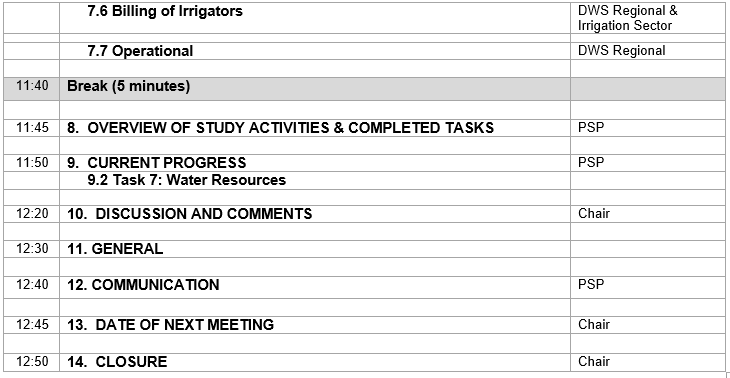 7.6 Billing of Irrigators DWS Regional &
Irrigation Sector
7.7 Operational DWS Regional
11:40 Break (5 minutes)
11:45 8. OVERVIEW OF STUDY ACTIVITIES & COMPLETED TASKS PSP
11:50 9. CURRENT PROGRESS PSP
9.2 Task 7: Water Resources
12:20 10. DISCUSSION AND COMMENTS Chair
12:30 11. GENERAL
12:40 12. COMMUNICATION PSP
12:45 13. DATE OF NEXT MEETING Chair
12:50 14. CLOSURE Chair